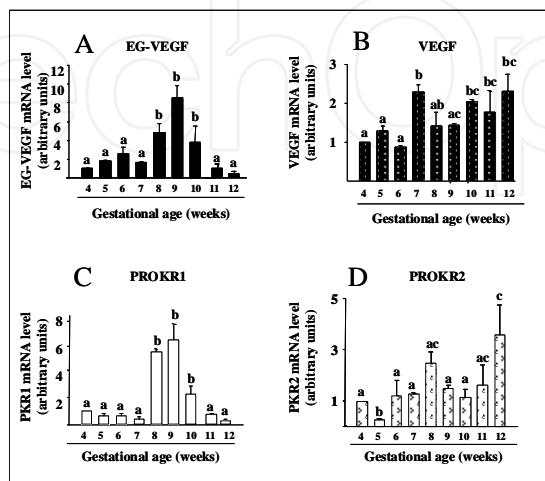 A
EG-VEGF
EG-VEGF mRNA level
(arbitrary units)
12
10
8
6
4
2
0
a a a a b b b a a
4 5 6 7 8 9 10 11 12
Gestational age (weeks)
B
VEGF
VEGF mRNA level
(arbitrary units)
3
2
1
a a a b ab ac bc bc bc
4 5 6 7 8 9 10 11 12
Gestational age (weeks)
C
PROKR1
PKR1 mRNA level
(arbitrary units)
8
6
4
2
a a a a b b b a a
4 5 6 7 8 9 10 11 12
Gestational age (weeks)
D
PROKR2
PKR2 mRNA level
(arbitrary units)
5
3
1
a b a a ac a a ac c
4 5 6 7 8 9 10 11 12
Gestational age (weeks)